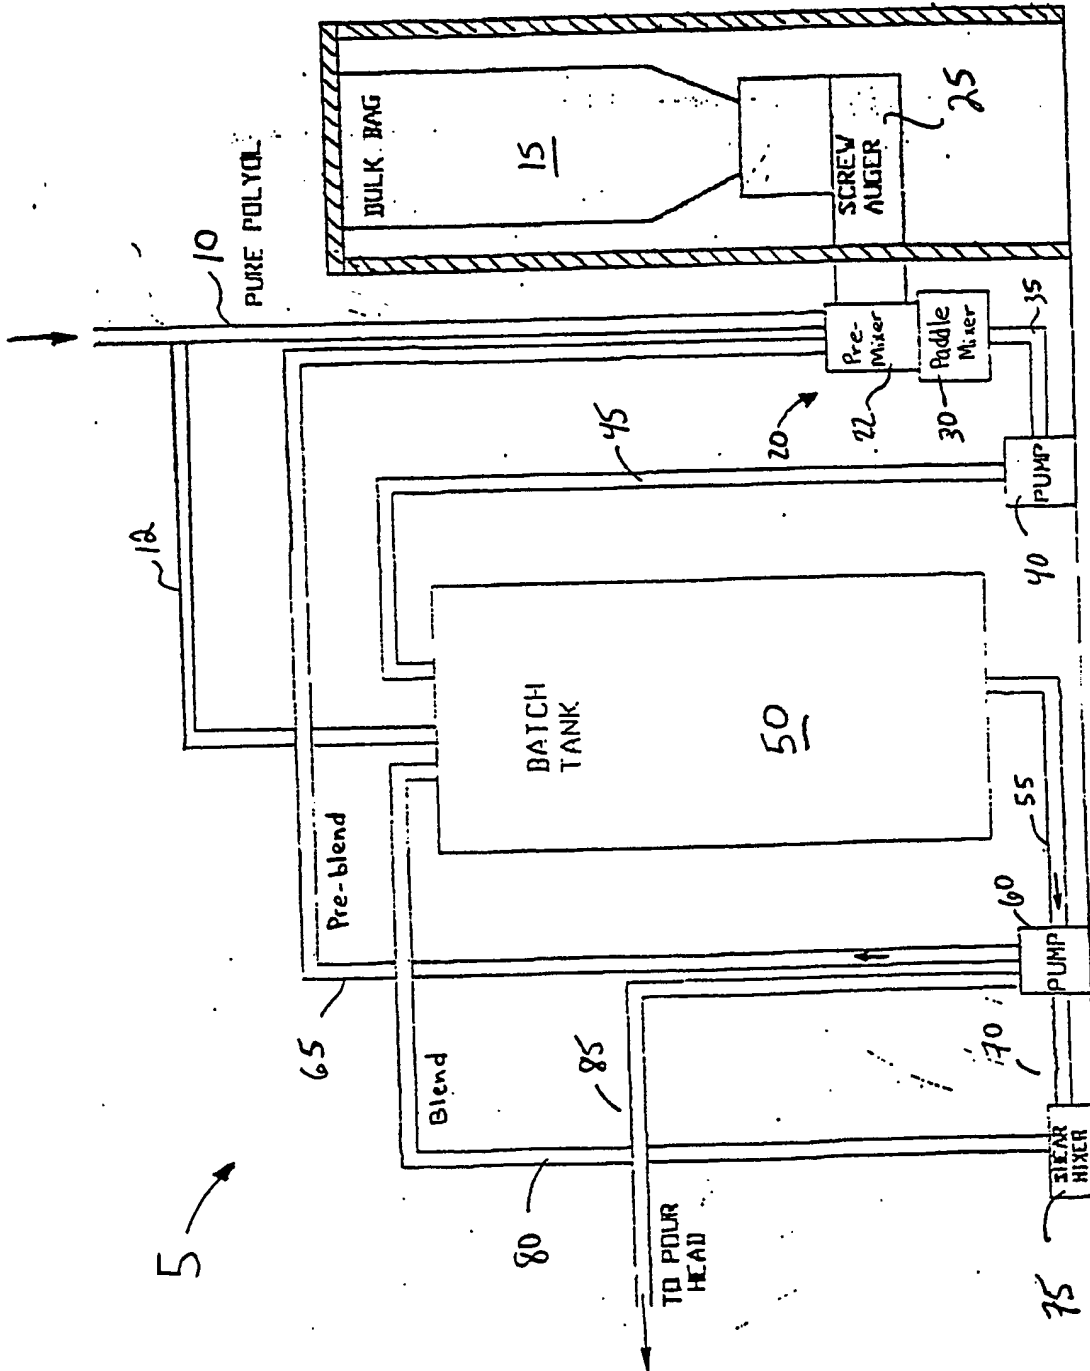 5
10
PURE POLYOL
12
BULK BAG
15
SCREW
AUGER
25
Pre-
Mixer
20
22
Paddle
Mixer
30
35
45
PUMP
40
BATCH
TANK
50
55
60
PUMP
Pre-blend
65
Blend
85
70
80
TO POUR
HEAD
SHEAR
MIXER
75